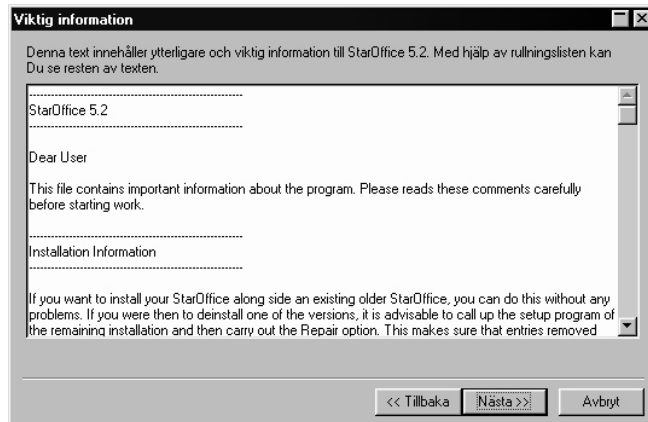 Viktig information
Denna text innehåller ytterligare och viktig information till StarOffice 5.2. Med hjälp av rullningslisten kan
Du se resten av texten.
--------------------------------------------------------
StarOffice 5.2
--------------------------------------------------------
Dear User
This file contains important information about the program. Please reads these comments carefully
before starting work.
--------------------------------------------------------
Installation Information
--------------------------------------------------------
If you want to install your StarOffice along side an existing older StarOffice, you can do this without any
problems. If you were then to deinstall one of the versions, it is advisable to call up the setup program of
the remaining installation and then carry out the Repair option. This makes sure that entries removed
<< Tillbaka
Nästa >>
Avbryt